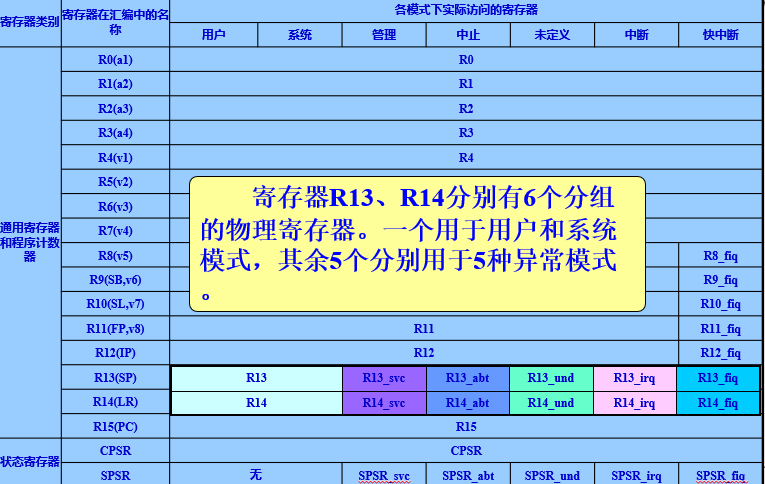 寄存器类别 寄存器在汇编中的名称 各模式下实际访问的寄存器
用户 系统 管理 中止 未定义 中断 快中断
通用寄存器和程序计数器
R0(a1) R0
R1(a2) R1
R2(a3) R2
R3(a4) R3
R4(v1) R4
R5(v2)
R6(v3)
R7(v4)
R8(v5) R8_fiq
R9(SB,v6) R9_fiq
R10(SL,v7) R10_fiq
R11(FP,v8) R11 R11_fiq
R12(IP) R12 R12_fiq
R13(SP) R13 R13_svc R13_abt R13_und R13_irq R13_fiq
R14(LR) R14 R14_svc R14_abt R14_und R14_irq R14_fiq
R15(PC) R15
状态寄存器
CPSR CPSR
SPSR 无 SPSR_svc SPSR_abt SPSR_und SPSR_irq SPSR_fiq
寄存器R13、R14分别有6个分组
的物理寄存器。一个用于用户和系统
模式，其余5个分别用于5种异常模式
。